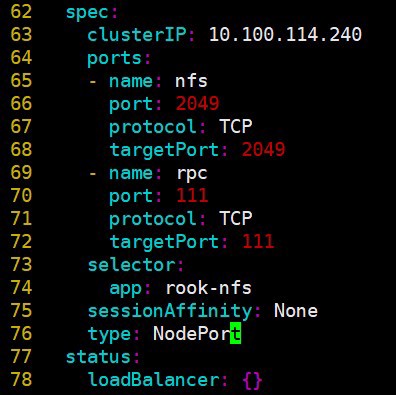 62   spec:
63     clusterIP: 10.100.114.240
64     ports:
65     - name: nfs
66       port: 2049
67       protocol: TCP
68       targetPort: 2049
69     - name: rpc
70       port: 111
71       protocol: TCP
72       targetPort: 111
73     selector:
74       app: rook-nfs
75     sessionAffinity: None
76     type: NodePort
77   status:
78     loadBalancer: {}